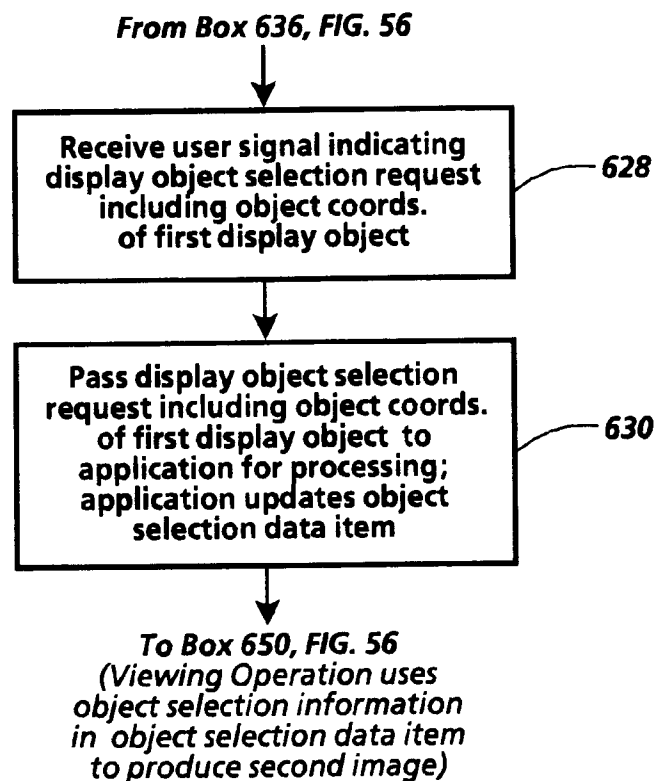 From Box 636, FIG. 56
Receive user signal indicating
display object selection request
including object coords.
of first display object
628
Pass display object selection
request including object coords.
of first display object to
application for processing;
application updates object
selection data item
630
To Box 650, FIG. 56
(Viewing Operation uses
object selection information
in object selection data item
to produce second image)